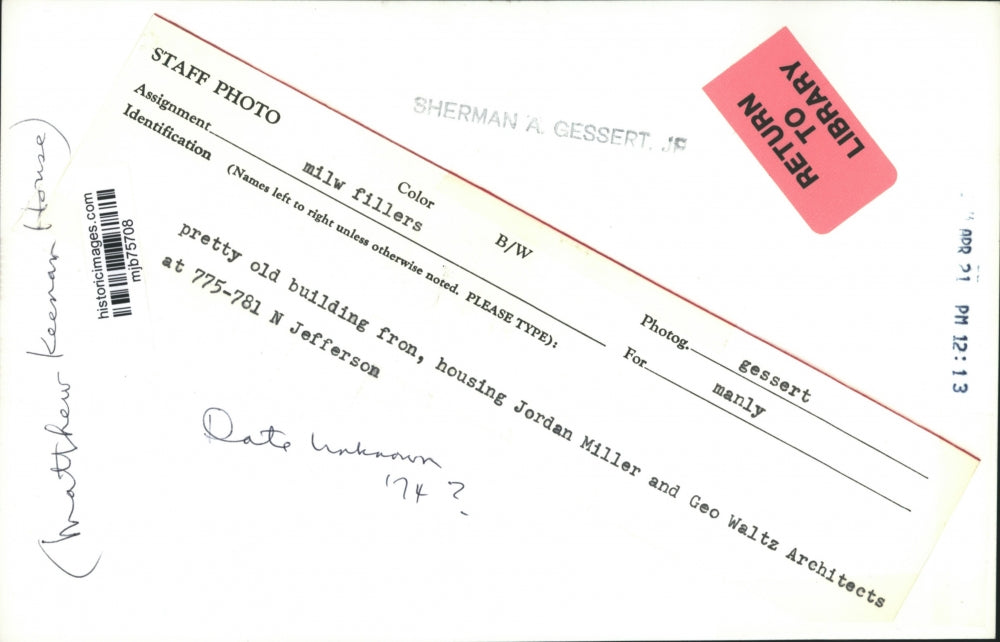 STAFF PHOTO
Color
B/W
Photog. gessert
Assignment milw fillers
For manly
Identification (Names left to right unless otherwise noted. PLEASE TYPE):
pretty old building fron, housing Jordan Miller and Geo Waltz Architects
at 775-781 N Jefferson
SHERMAN A. GESSERT, JR
RETURN
TO
LIBRARY
APR 21 PM 12:13
historicimages.com
mjb75708
(Matthew Keenan House)
Date Unknown
'74 ?